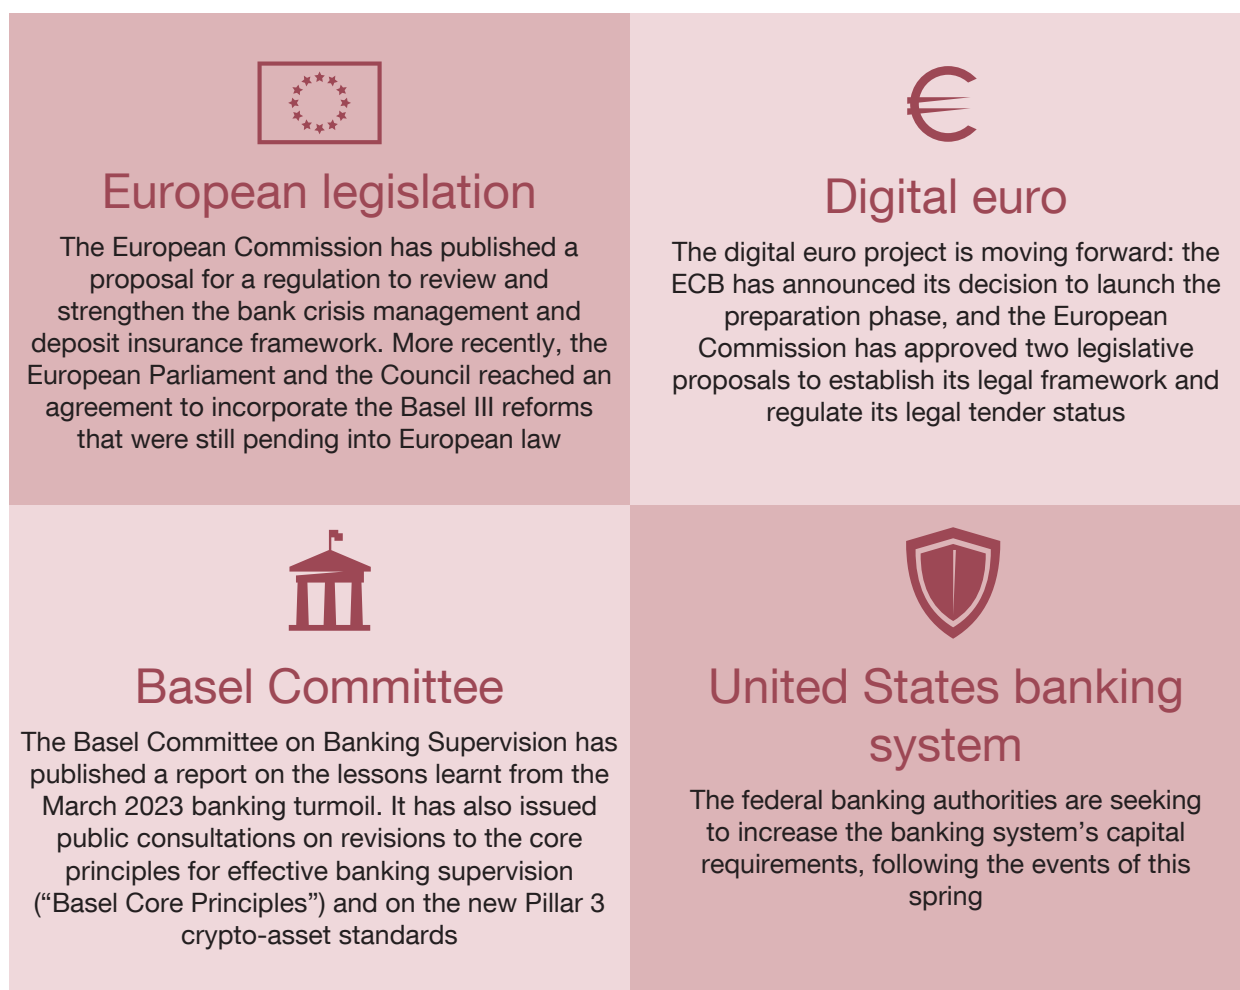 European legislation
The European Commission has published a
proposal for a regulation to review and
strengthen the bank crisis management and
deposit insurance framework. More recently, the
European Parliament and the Council reached an
agreement to incorporate the Basel III reforms
that were still pending into European law
Digital euro
The digital euro project is moving forward: the
ECB has announced its decision to launch the
preparation phase, and the European
Commission has approved two legislative
proposals to establish its legal framework and
regulate its legal tender status
Basel Committee
The Basel Committee on Banking Supervision has
published a report on the lessons learnt from the
March 2023 banking turmoil. It has also issued
public consultations on revisions to the core
principles for effective banking supervision
(“Basel Core Principles”) and on the new Pillar 3
crypto-asset standards
United States banking
system
The federal banking authorities are seeking
to increase the banking system’s capital
requirements, following the events of this
spring